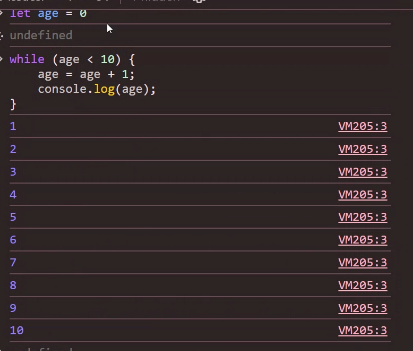 let age = 0
undefined
while (age < 10) {
age = age + 1;
console.log(age);
}
1 VM205:3
2 VM205:3
3 VM205:3
4 VM205:3
5 VM205:3
6 VM205:3
7 VM205:3
8 VM205:3
9 VM205:3
10 VM205:3